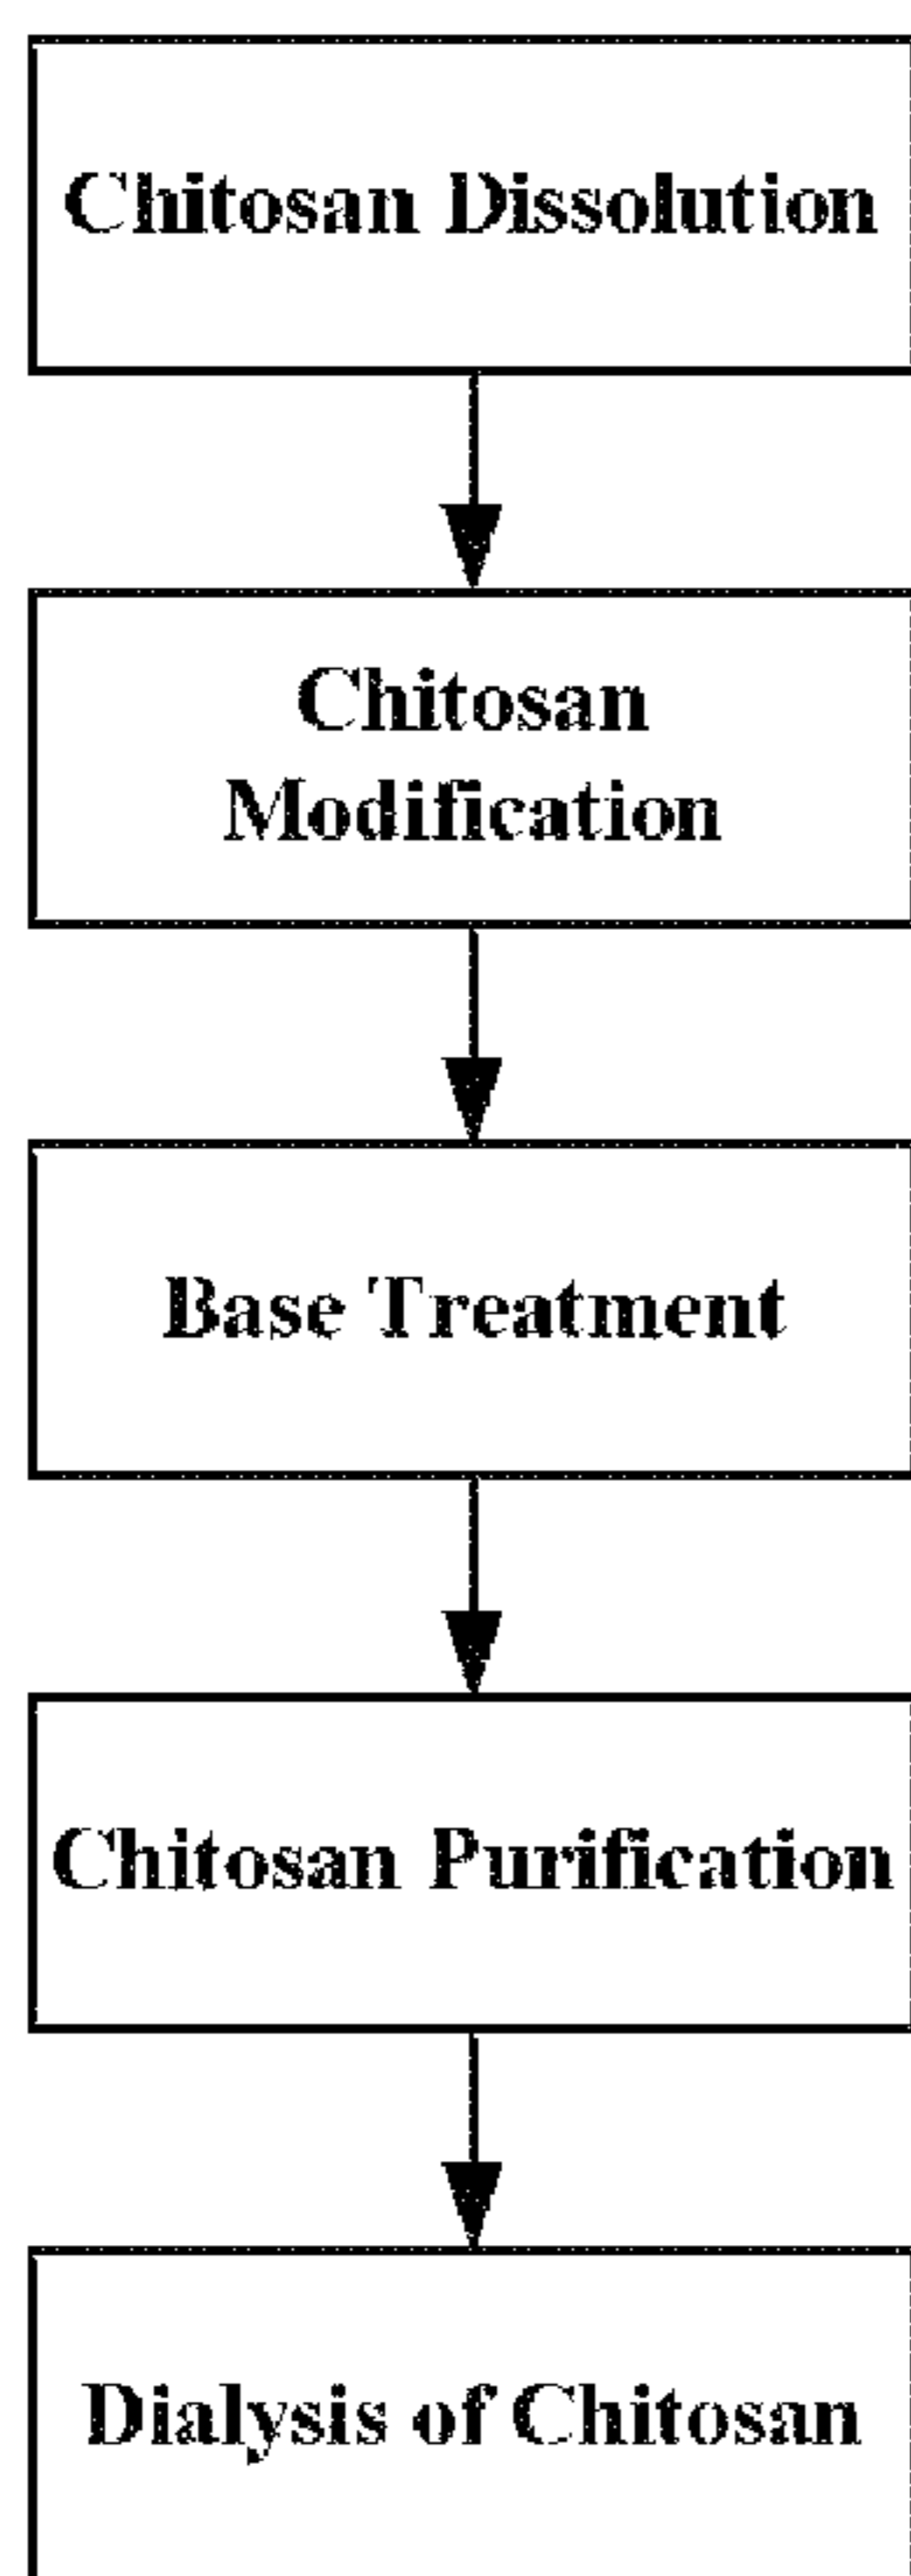 Chitosan Dissolution
Chitosan
Modification
Base Treatment
Chitosan Purification
Dialysis of Chitosan